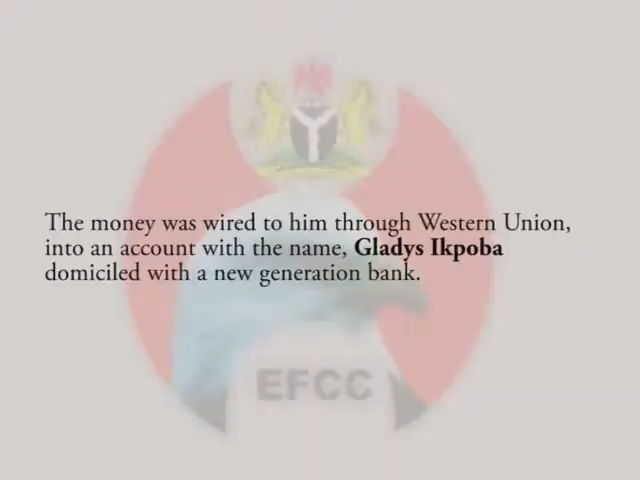 The money was wired to him through Western Union,
into an account with the name, Gladys Ikpoba
domiciled with a new generation bank.
EFCC